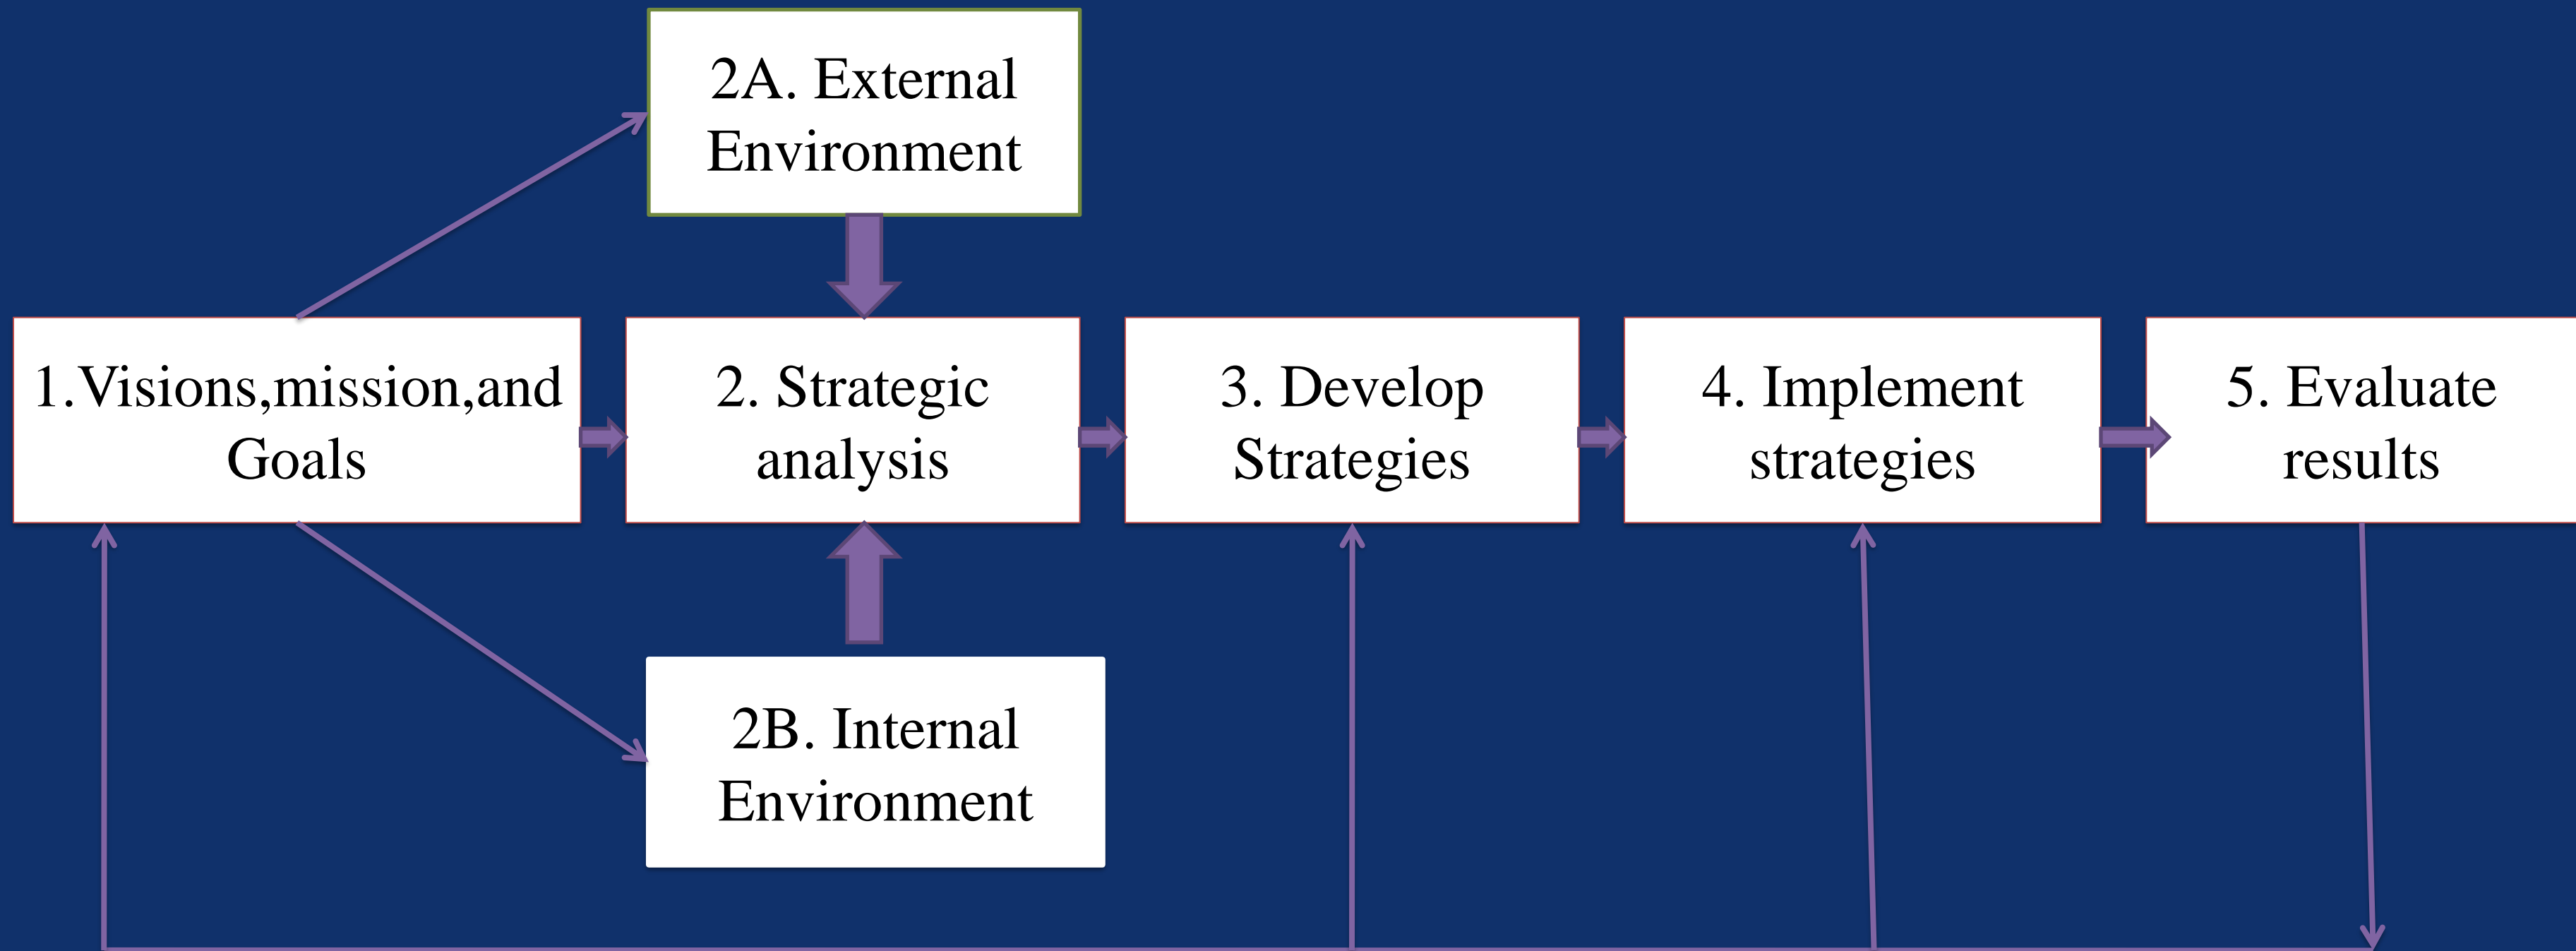 2A. External
Environment
1.Visions,mission,and
Goals
2. Strategic
analysis
3. Develop
Strategies
4. Implement
strategies
5. Evaluate
results
2B. Internal
Environment